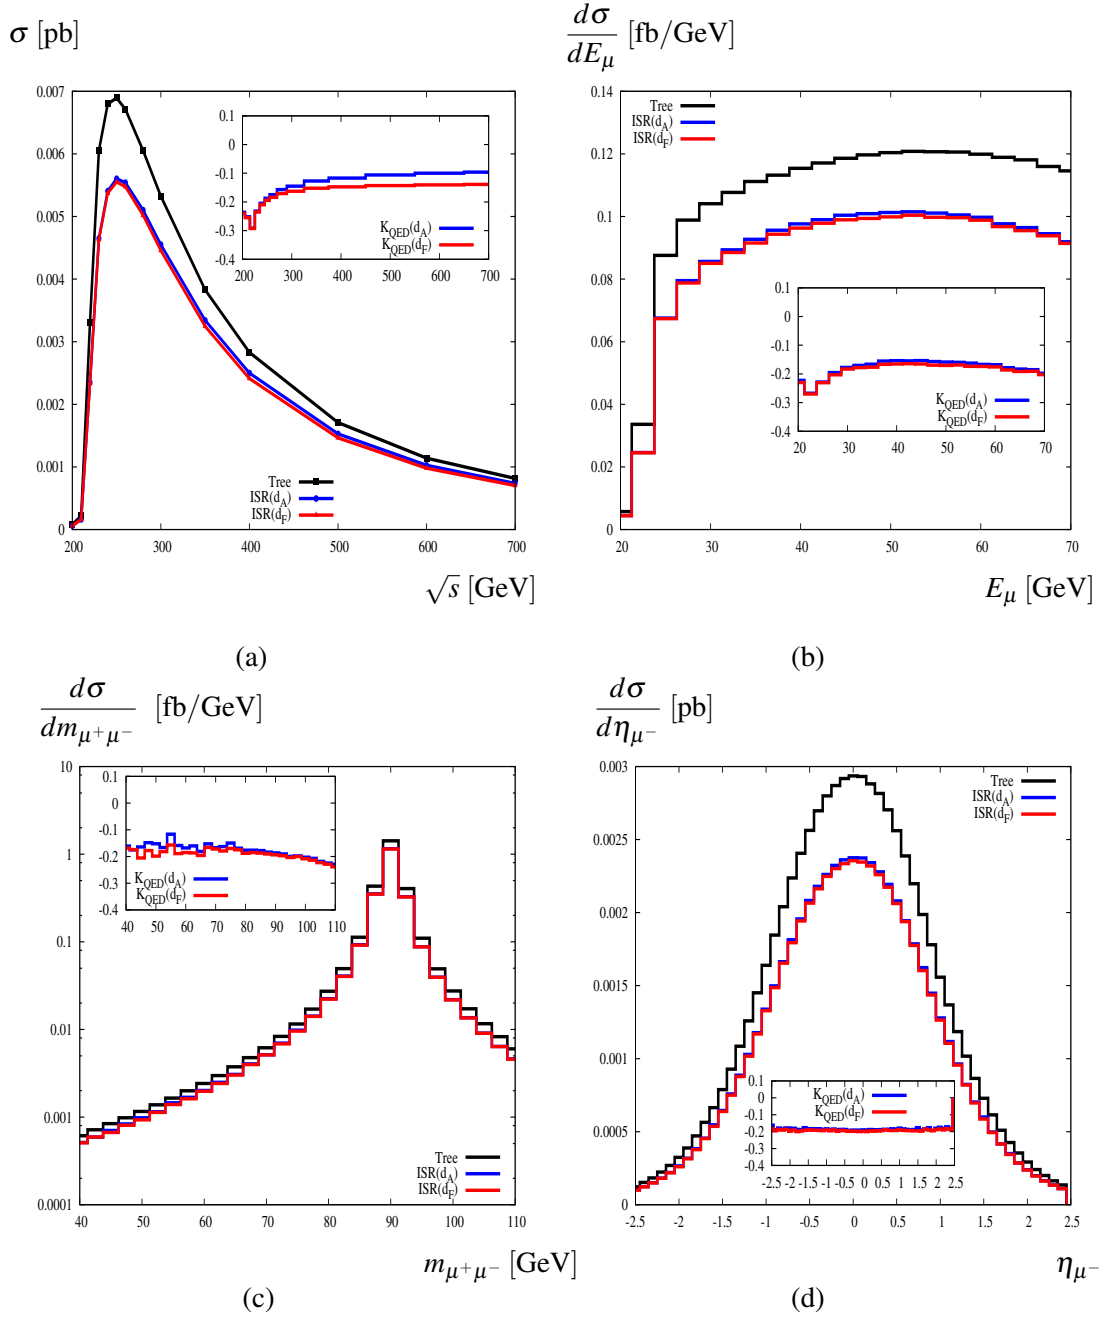 σ [pb]
0.007
0.006
0.005
0.004
0.003
0.002
0.001
0
200 300 400 500 600 700
√s [GeV]
0.1
0
-0.1
-0.2
-0.3
-0.4
200 300 400 500 600 700
K_QED(d_A)
K_QED(d_F)
Tree
ISR(d_A)
ISR(d_F)
(a)
dσ/dE_μ [fb/GeV]
0.14
0.12
0.1
0.08
0.06
0.04
0.02
0
20 30 40 50 60 70
E_μ [GeV]
Tree
ISR(d_A)
ISR(d_F)
0.1
0
-0.1
-0.2
-0.3
-0.4
20 30 40 50 60 70
K_QED(d_A)
K_QED(d_F)
(b)
dσ/dm_μ⁺μ⁻ [fb/GeV]
10
1
0.1
0.01
0.001
0.0001
40 50 60 70 80 90 100 110
m_μ⁺μ⁻ [GeV]
0.1
0
-0.1
-0.2
-0.3
-0.4
40 50 60 70 80 90 100 110
K_QED(d_A)
K_QED(d_F)
Tree
ISR(d_A)
ISR(d_F)
(c)
dσ/dη_μ⁻ [pb]
0.003
0.0025
0.002
0.0015
0.001
0.0005
0
-2.5 -2 -1.5 -1 -0.5 0 0.5 1 1.5 2 2.5
η_μ⁻
Tree
ISR(d_A)
ISR(d_F)
0.1
0
-0.1
-0.2
-0.3
-0.4
-2.5 -2 -1.5 -1 -0.5 0 0.5 1 1.5 2 2.5
K_QED(d_A)
K_QED(d_F)
(d)